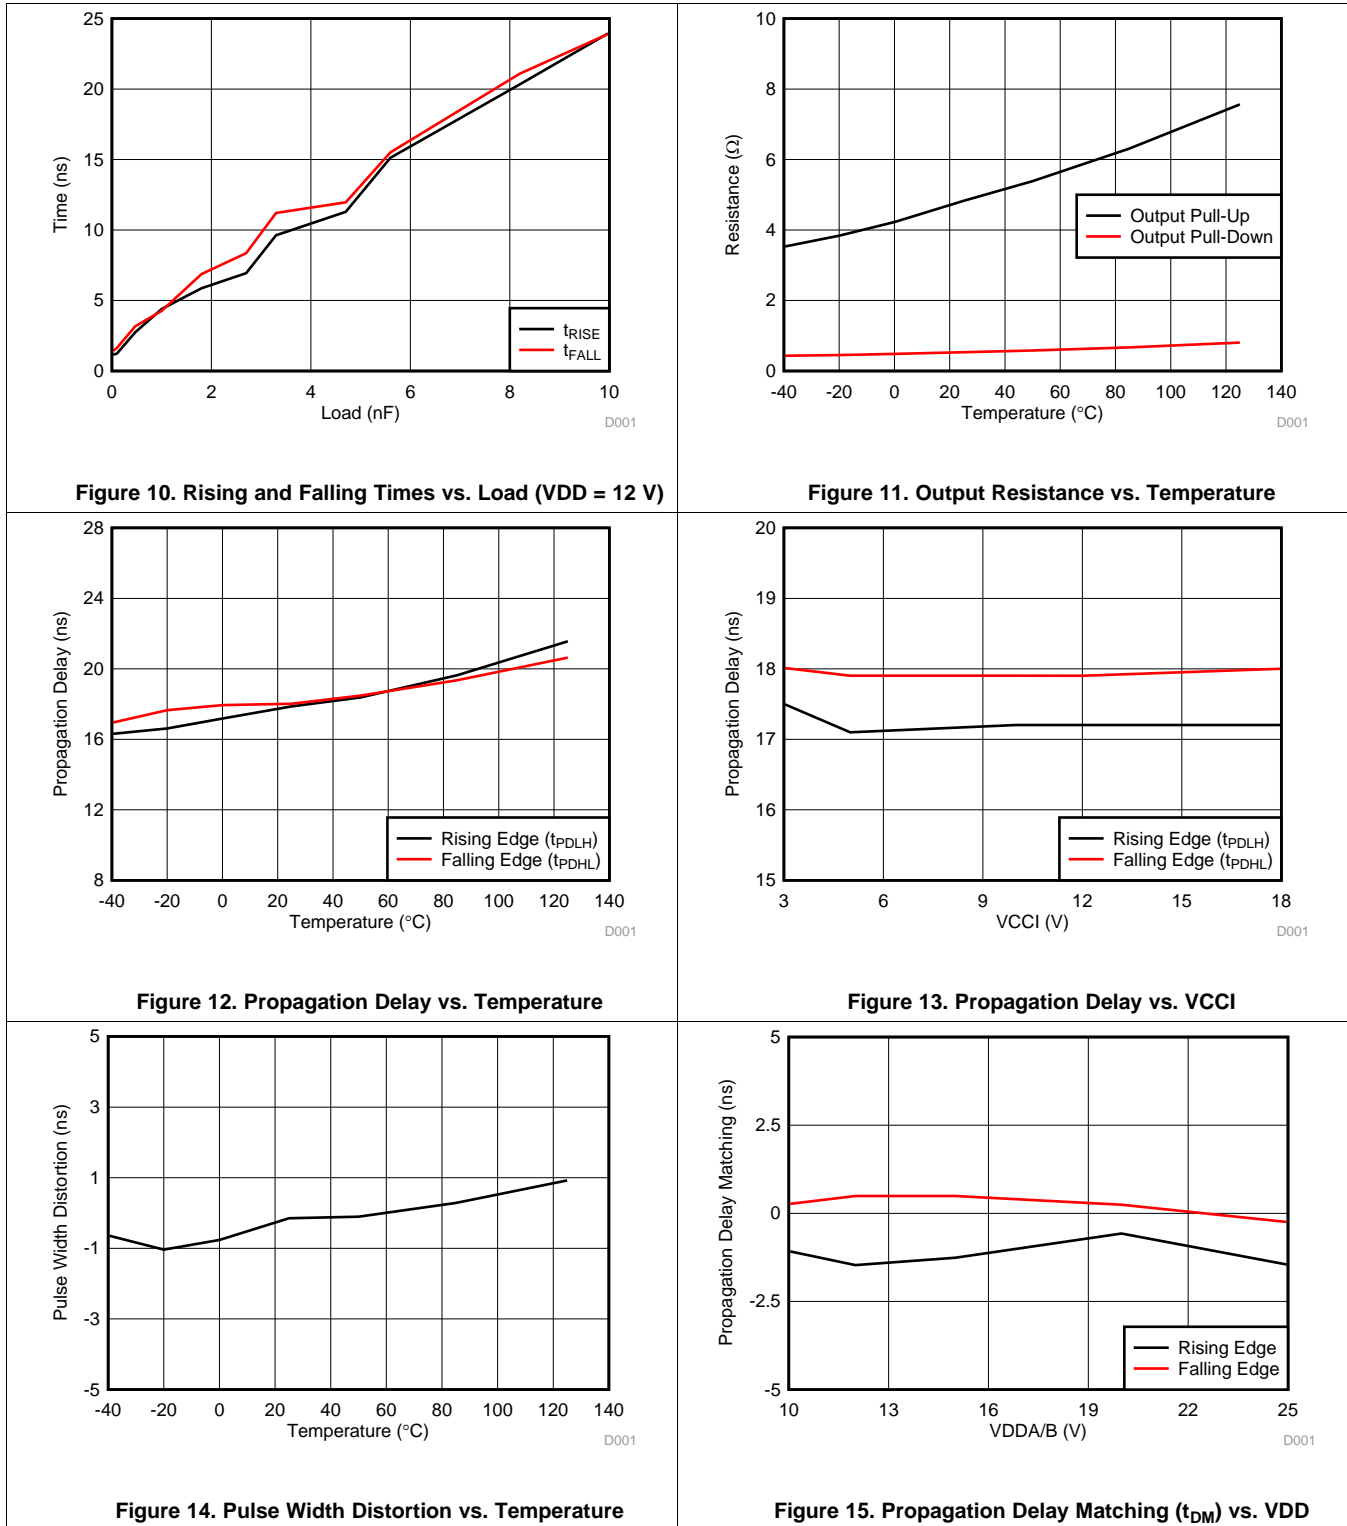 25
20
15
10
5
0
0 2 4 6 8 10
Time (ns)
Load (nF)
tRISE
tFALL
D001
Figure 10. Rising and Falling Times vs. Load (VDD = 12 V)
10
8
6
4
2
0
-40 -20 0 20 40 60 80 100 120 140
Resistance (Ω)
Temperature (°C)
Output Pull-Up
Output Pull-Down
D001
Figure 11. Output Resistance vs. Temperature
28
24
20
16
12
8
-40 -20 0 20 40 60 80 100 120 140
Propagation Delay (ns)
Temperature (°C)
Rising Edge (tPDLH)
Falling Edge (tPDHL)
D001
Figure 12. Propagation Delay vs. Temperature
20
19
18
17
16
15
3 6 9 12 15 18
Propagation Delay (ns)
VCCI (V)
Rising Edge (tPDLH)
Falling Edge (tPDHL)
D001
Figure 13. Propagation Delay vs. VCCI
5
3
1
-1
-3
-5
-40 -20 0 20 40 60 80 100 120 140
Pulse Width Distortion (ns)
Temperature (°C)
D001
Figure 14. Pulse Width Distortion vs. Temperature
5
2.5
0
-2.5
-5
10 13 16 19 22 25
Propagation Delay Matching (ns)
VDDA/B (V)
Rising Edge
Falling Edge
D001
Figure 15. Propagation Delay Matching (tDM) vs. VDD